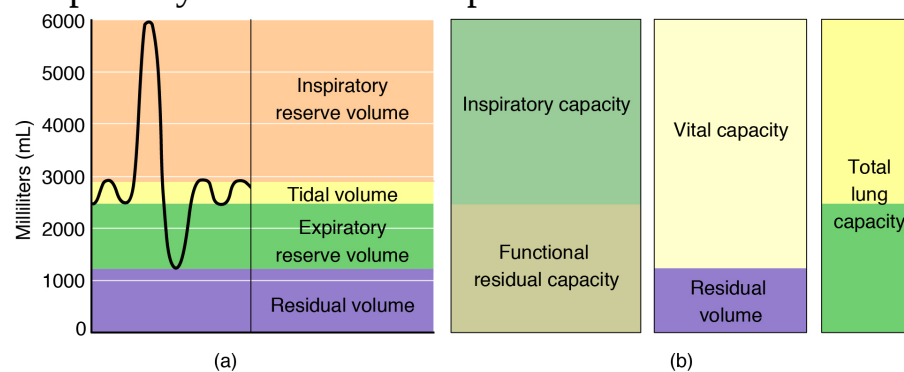 6000
5000
4000
3000
2000
1000
0
Milliliters (mL)
Inspiratory
reserve volume
Tidal volume
Expiratory
reserve volume
Residual volume
(a)
Inspiratory capacity
Functional
residual capacity
Vital capacity
Residual
volume
Total
lung
capacity
(b)